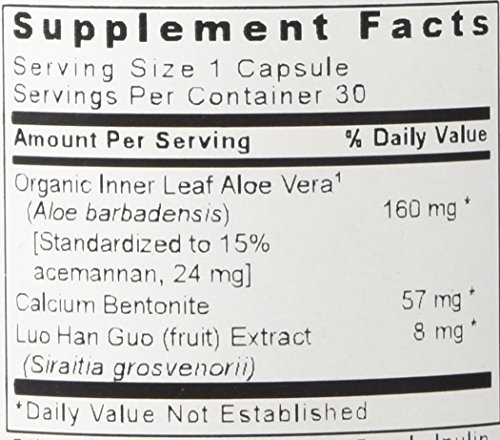 Supplement Facts
Serving Size 1 Capsule
Servings Per Container 30
Amount Per Serving % Daily Value
Organic Inner Leaf Aloe Vera¹
(Aloe barbadensis) 160 mg *
[Standardized to 15%
acemannan, 24 mg]
Calcium Bentonite 57 mg *
Luo Han Guo (fruit) Extract 8 mg *
(Siraitia grosvenorii)
*Daily Value Not Established